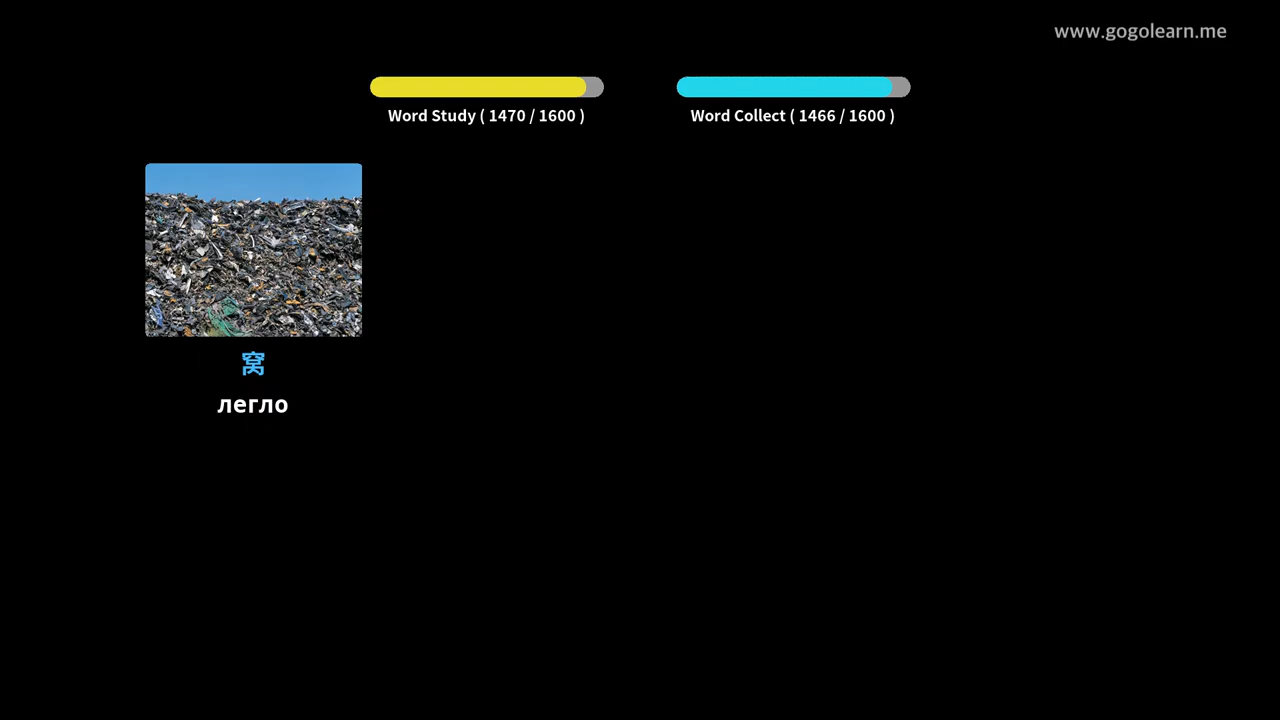 www.gogolearn.me
Word Study ( 1470 / 1600 )
Word Collect ( 1466 / 1600 )
窝
легло